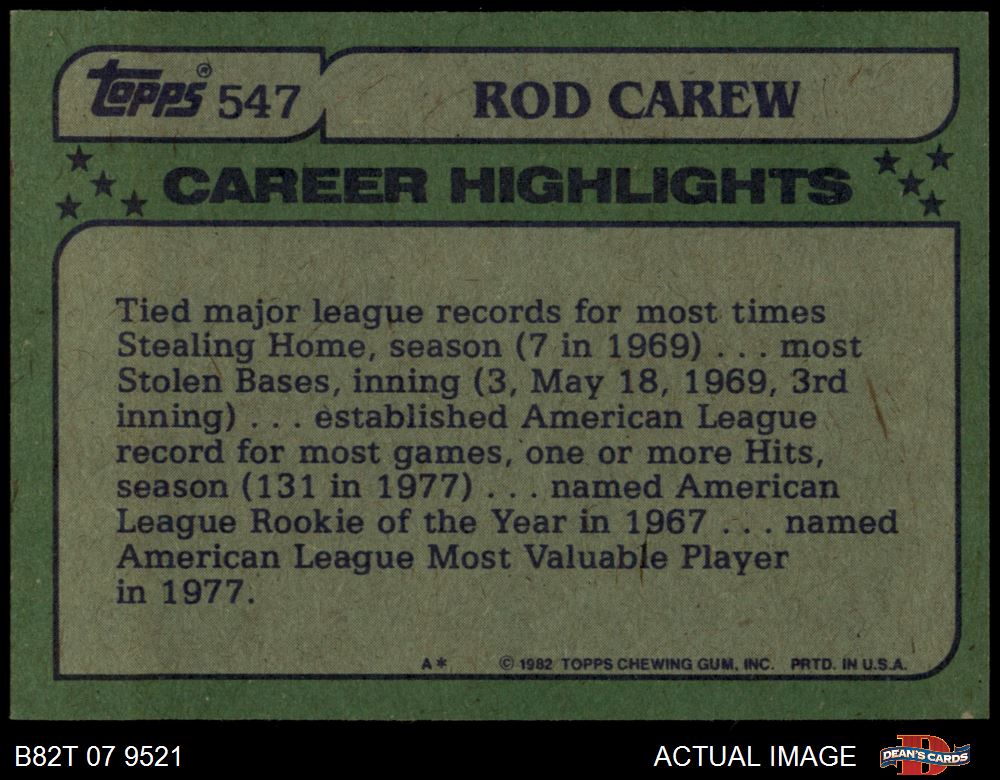 Topps® 547
ROD CAREW
CAREER HIGHLIGHTS
Tied major league records for most times
Stealing Home, season (7 in 1969) . . . most
Stolen Bases, inning (3, May 18, 1969, 3rd
inning) . . . established American League
record for most games, one or more Hits,
season (131 in 1977) . . . named American
League Rookie of the Year in 1967 . . . named
American League Most Valuable Player
in 1977.
A* © 1982 TOPPS CHEWING GUM, INC. PRTD. IN U.S.A.
B82T 07 9521
ACTUAL IMAGE
DEAN'S CARDS